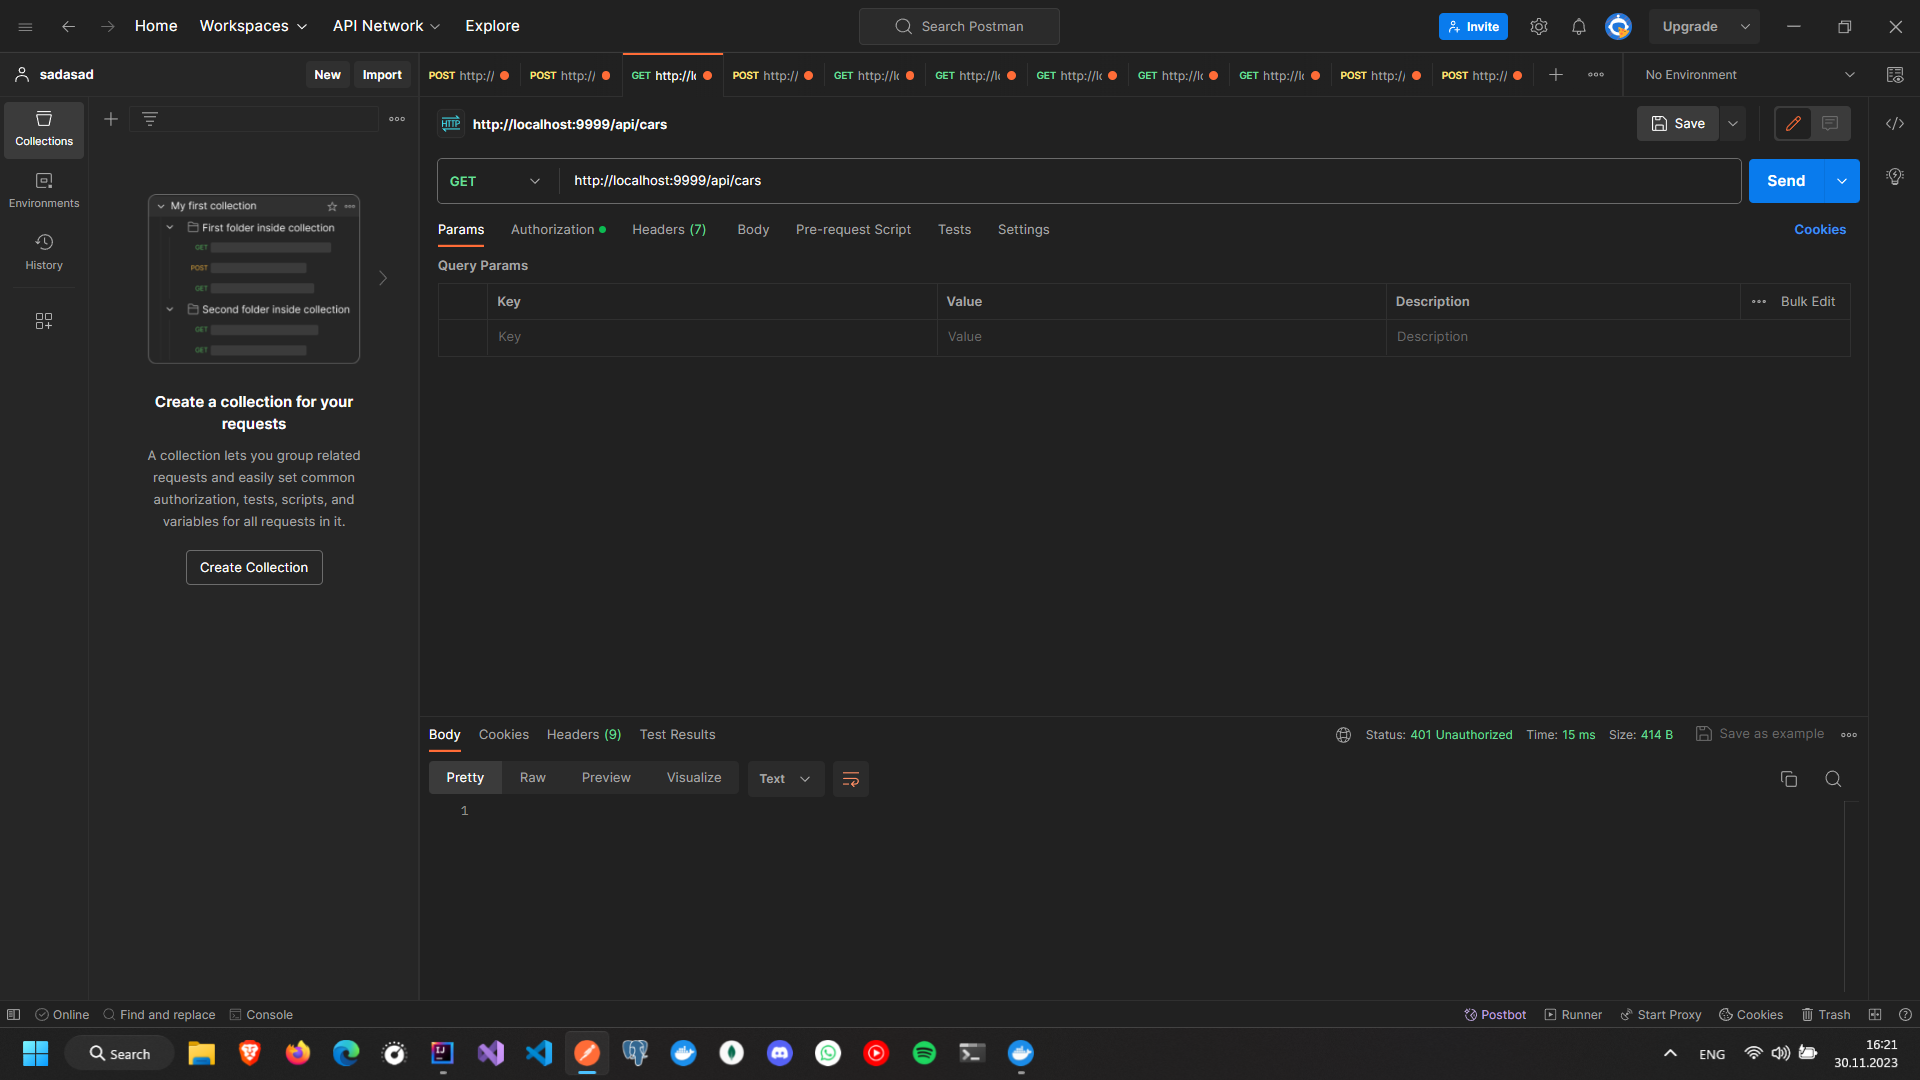 Home Workspaces API Network Explore
Search Postman
Invite
Upgrade
sadasad
New Import
POST http:// POST http:// GET http://lo POST http:// GET http://lo GET http://lo GET http://lo GET http://lo GET http://lo POST http:// POST http://
No Environment
Collections
Environments
History
My first collection
First folder inside collection
GET
POST
GET
Second folder inside collection
GET
GET
Create a collection for your
requests
A collection lets you group related
requests and easily set common
authorization, tests, scripts, and
variables for all requests in it.
Create Collection
HTTP http://localhost:9999/api/cars
Save
GET http://localhost:9999/api/cars
Send
Params Authorization Headers (7) Body Pre-request Script Tests Settings Cookies
Query Params
Key Value Description Bulk Edit
Key Value Description
Body Cookies Headers (9) Test Results
Status: 401 Unauthorized Time: 15 ms Size: 414 B Save as example
Pretty Raw Preview Visualize Text
1
Online Find and replace Console
Postbot Runner Start Proxy Cookies Trash
Search
ENG
16:21
30.11.2023